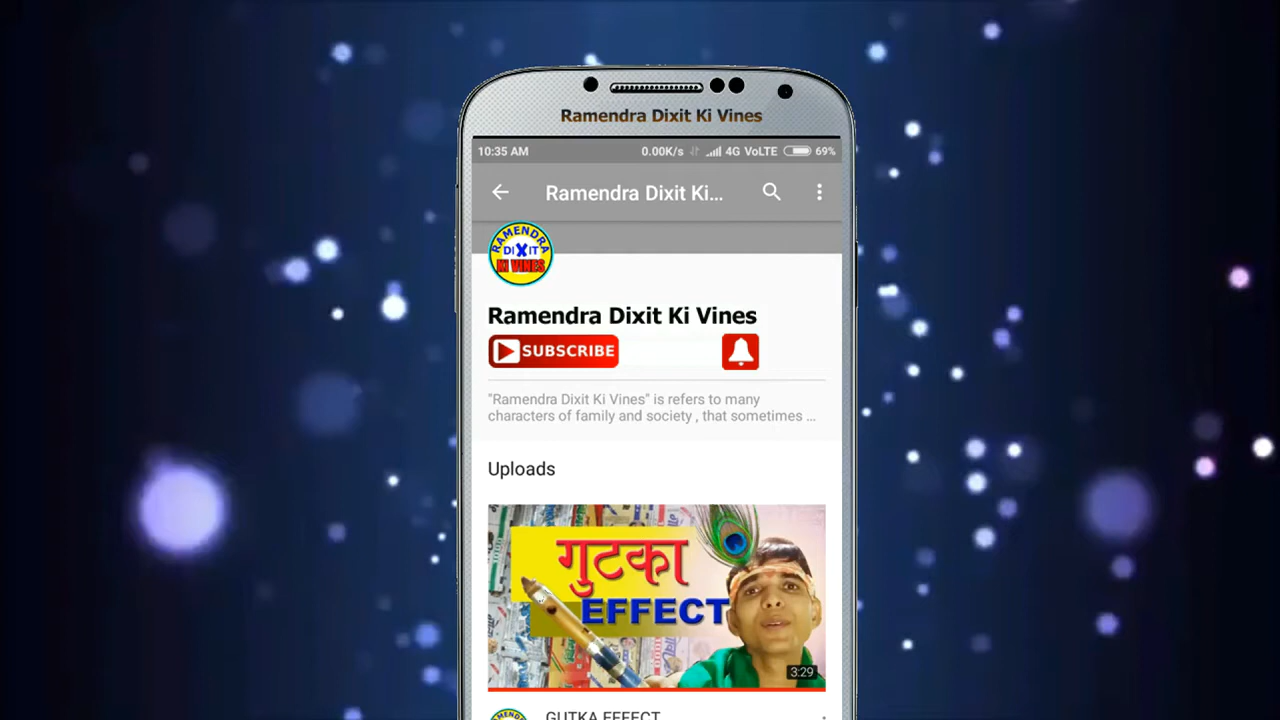 Ramendra Dixit Ki Vines
10:35 AM 0.00K/s 4G VoLTE 69%
Ramendra Dixit Ki...
RAMENDRA
DIXIT
KI VINES
Ramendra Dixit Ki Vines
SUBSCRIBE
"Ramendra Dixit Ki Vines" is refers to many
characters of family and society , that sometimes ...
Uploads
गुटका
EFFECT
3:29
GUTKA EFFECT